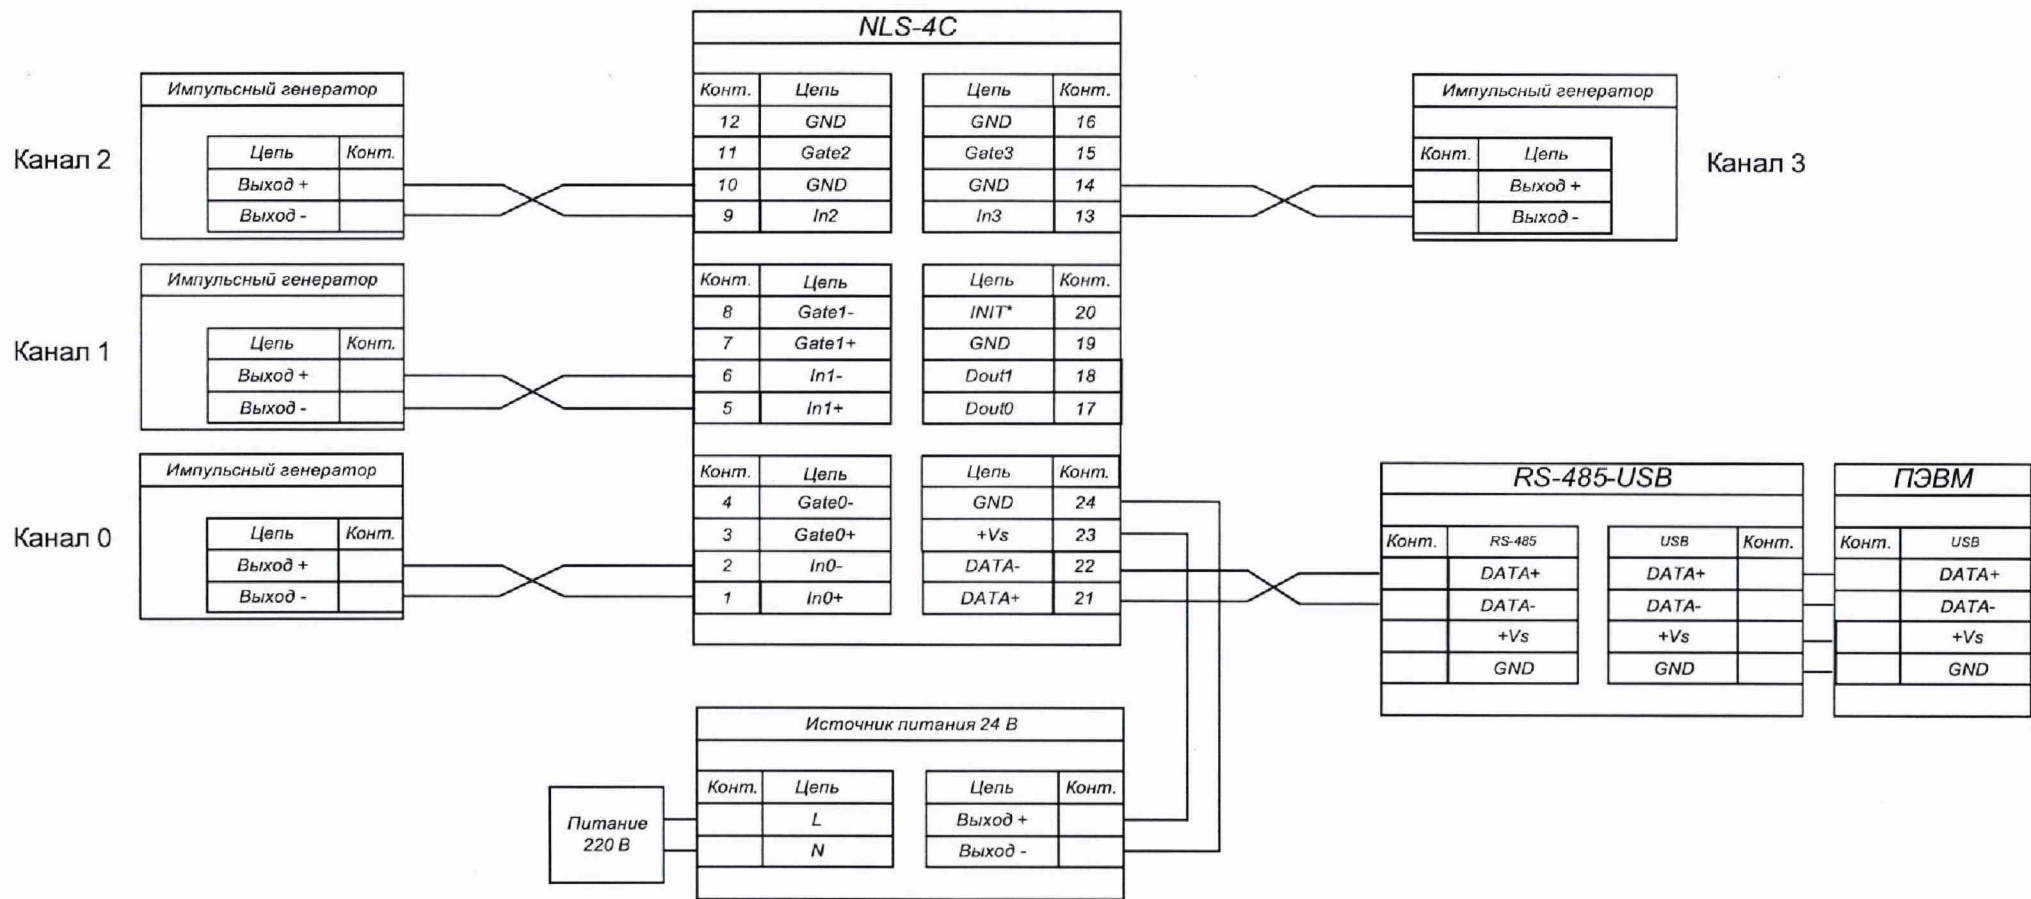 NLS-4C
Канал 2
Импульсный генератор
Цепь Конт.
Выход +
Выход -
Конт. Цепь
12 GND
11 Gate2
10 GND
9 In2
Цепь Конт.
GND 16
Gate3 15
GND 14
In3 13
Импульсный генератор
Конт. Цепь
Выход +
Выход -
Канал 3
Канал 1
Импульсный генератор
Цепь Конт.
Выход +
Выход -
Конт. Цепь
8 Gate1-
7 Gate1+
6 In1-
5 In1+
Цепь Конт.
INIT* 20
GND 19
Dout1 18
Dout0 17
Канал 0
Импульсный генератор
Цепь Конт.
Выход +
Выход -
Конт. Цепь
4 Gate0-
3 Gate0+
2 In0-
1 In0+
Цепь Конт.
GND 24
+Vs 23
DATA- 22
DATA+ 21
RS-485-USB
Конт. RS-485
DATA+
DATA-
+Vs
GND
USB Конт.
DATA+
DATA-
+Vs
GND
ПЭВМ
Конт. USB
DATA+
DATA-
+Vs
GND
Источник питания 24 В
Питание
220 В
Конт. Цепь
L
N
Цепь Конт.
Выход +
Выход -